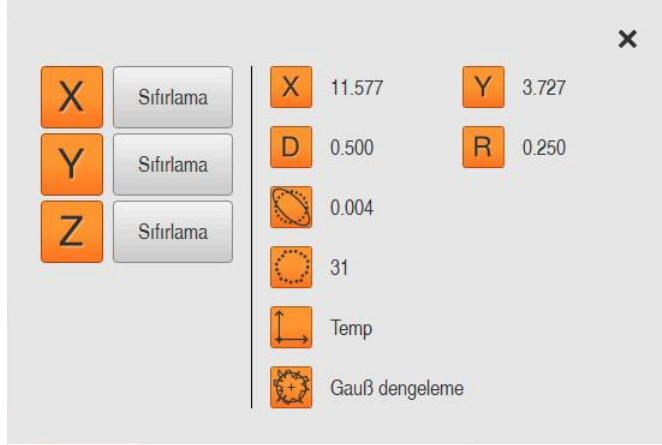 X Sıfırlama
Y Sıfırlama
Z Sıfırlama
X 11.577 Y 3.727
D 0.500 R 0.250
0.004
31
Temp
Gauß dengeleme